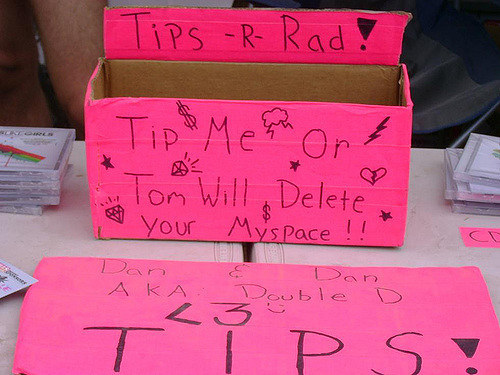 Tips -R- Rad!
Tip Me Or
Tom Will Delete
your Myspace !!
Dan & Dan
AKA Double D
<3
TIPS!